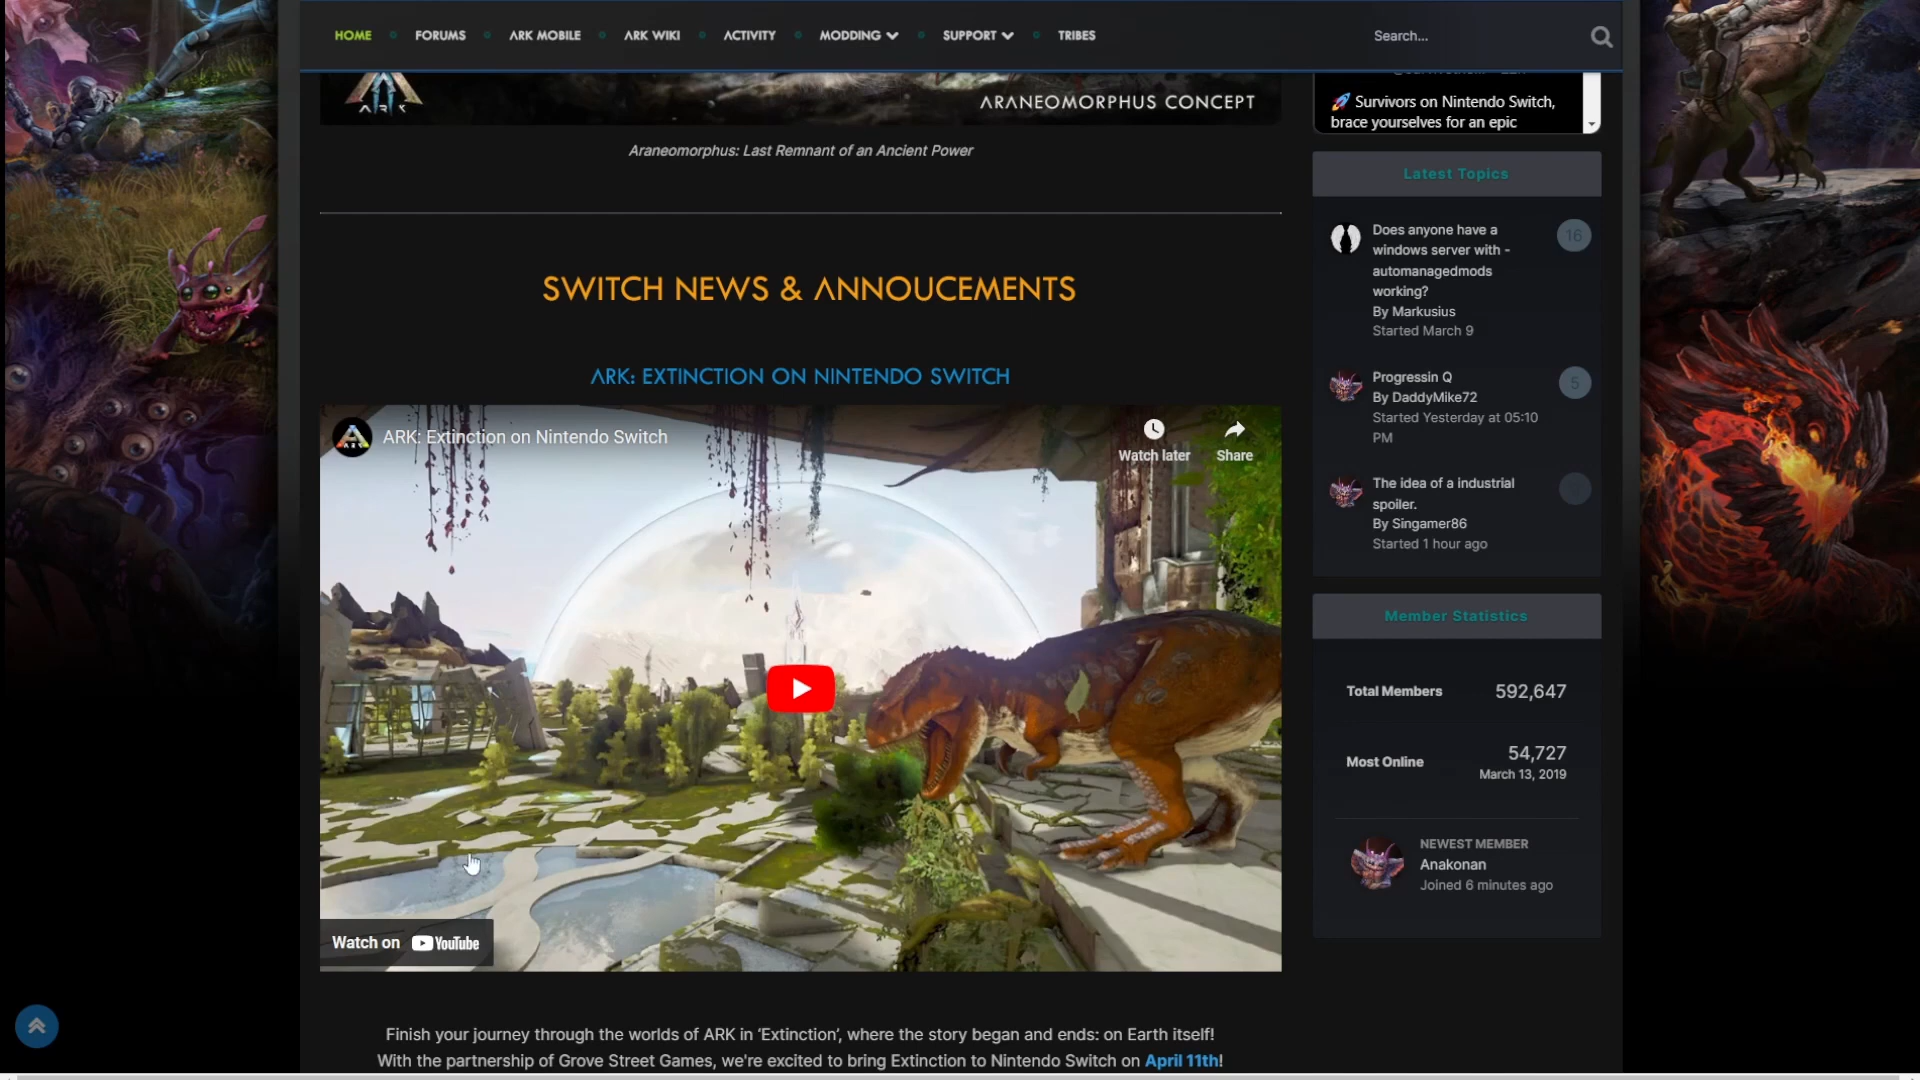 HOME
FORUMS
ARK MOBILE
ARK WIKI
ACTIVITY
MODDING
SUPPORT
TRIBES
Search...
ARK
ARANEOMORPHUS CONCEPT
Araneomorphus: Last Remnant of an Ancient Power
🚀 Survivors on Nintendo Switch,
brace yourselves for an epic
SWITCH NEWS & ANNOUCEMENTS
ARK: EXTINCTION ON NINTENDO SWITCH
ARK: Extinction on Nintendo Switch
Watch later
Share
Watch on YouTube
Finish your journey through the worlds of ARK in ‘Extinction’, where the story began and ends: on Earth itself!
With the partnership of Grove Street Games, we're excited to bring Extinction to Nintendo Switch on April 11th!
Latest Topics
Does anyone have a
windows server with -
automanagedmods
working?
By Markusius
Started March 9
16
Progressin Q
By DaddyMike72
Started Yesterday at 05:10
PM
5
The idea of a industrial
spoiler.
By Singamer86
Started 1 hour ago
Member Statistics
Total Members
592,647
Most Online
54,727
March 13, 2019
NEWEST MEMBER
Anakonan
Joined 6 minutes ago